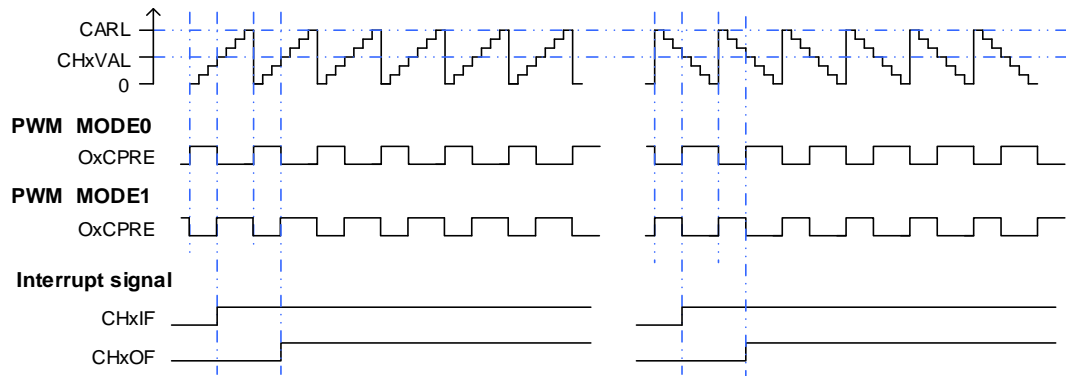 CARL
CHxVAL
0
PWM MODE0
OxCPRE
PWM MODE1
OxCPRE
Interrupt signal
CHxIF
CHxOF